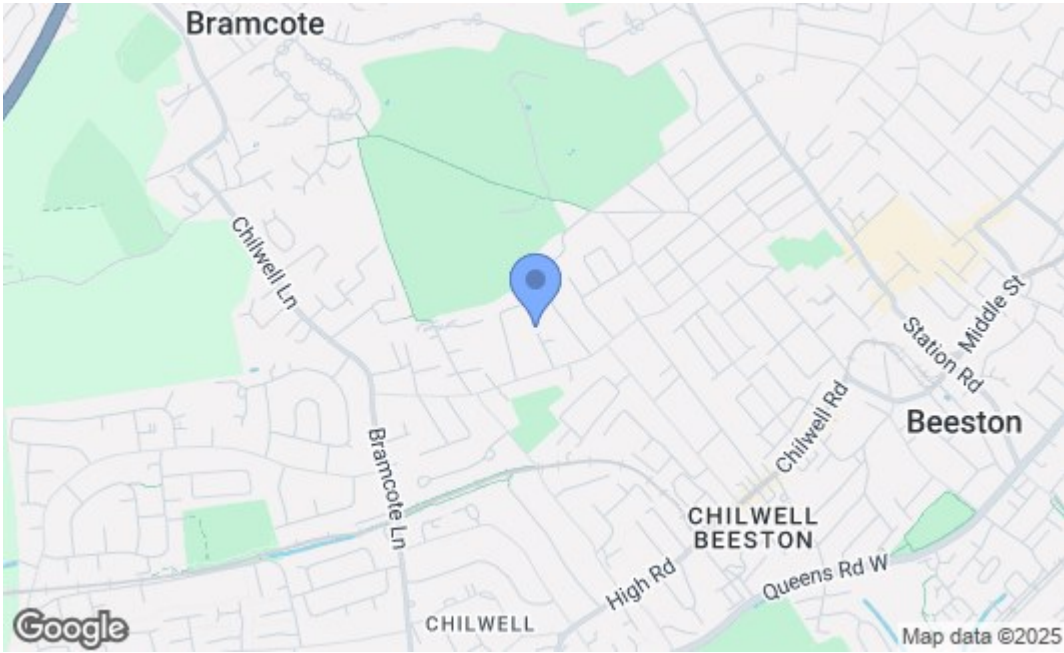 Bramcote
Chilwell Ln
Middle St
Station Rd
Chilwell Rd
Beeston
Bramcote Ln
CHILWELL
BEESTON
High Rd
Queens Rd W
CHILWELL
Google
Map data ©2025